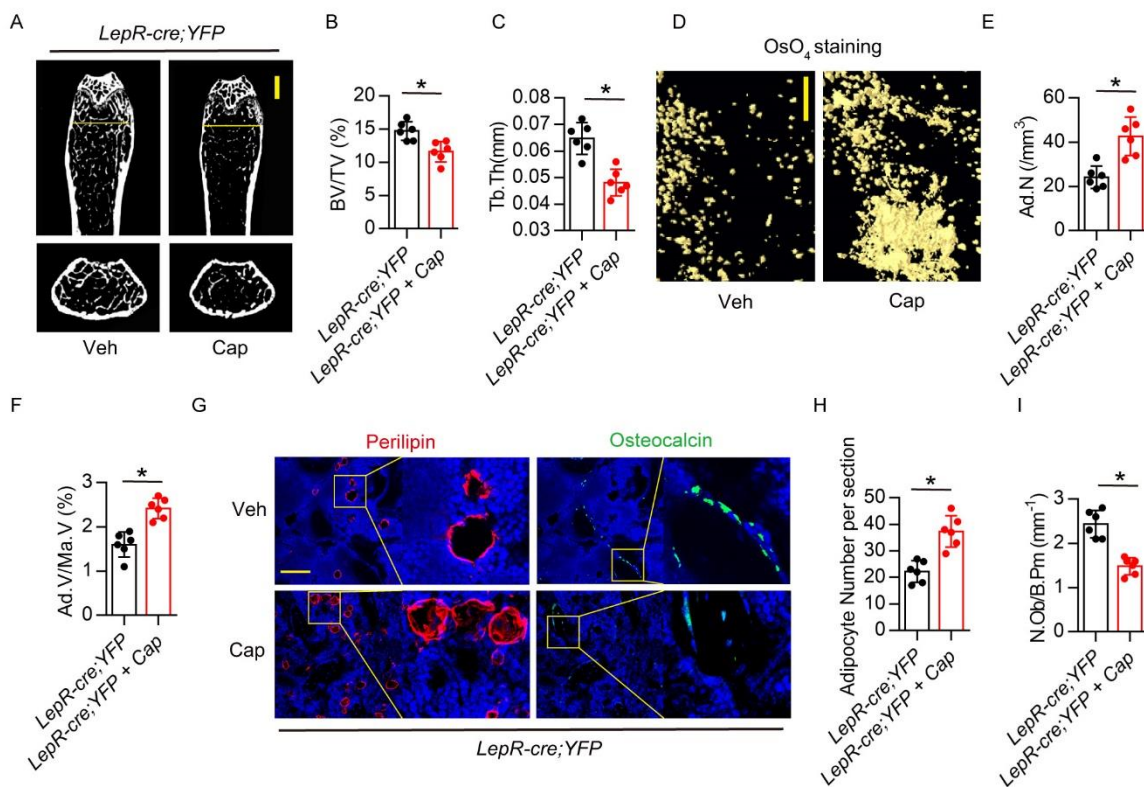 A
LepR-cre;YFP
Veh
Cap
B
*
BV/TV (%)
20
15
10
5
0
LepR-cre;YFP
LepR-cre;YFP + Cap
C
*
Tb.Th(mm)
0.08
0.07
0.06
0.05
0.04
0.03
LepR-cre;YFP
LepR-cre;YFP + Cap
D
OsO₄ staining
Veh
Cap
E
*
Ad.N (/mm³)
60
40
20
0
LepR-cre;YFP
LepR-cre;YFP + Cap
F
*
Ad.V/Ma.V (%)
3
2
1
0
LepR-cre;YFP
LepR-cre;YFP + Cap
G
Perilipin
Osteocalcin
Veh
Cap
LepR-cre;YFP
H
*
Adipocyte Number per section
50
40
30
20
10
0
LepR-cre;YFP
LepR-cre;YFP + Cap
I
*
N.Ob/B.Pm (mm⁻¹)
3
2
1
0
LepR-cre;YFP
LepR-cre;YFP + Cap